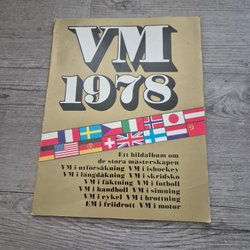 VM
1978
Ett bildalbum om
de stora mästerskapen
VM i utförsåkning VM i ishockey
VM i längdåkning VM i skridsko
VM i fäktning VM i fotboll
VM i handboll VM i simning
VM i cykel VM i brottning
EM i friidrott VM i motor